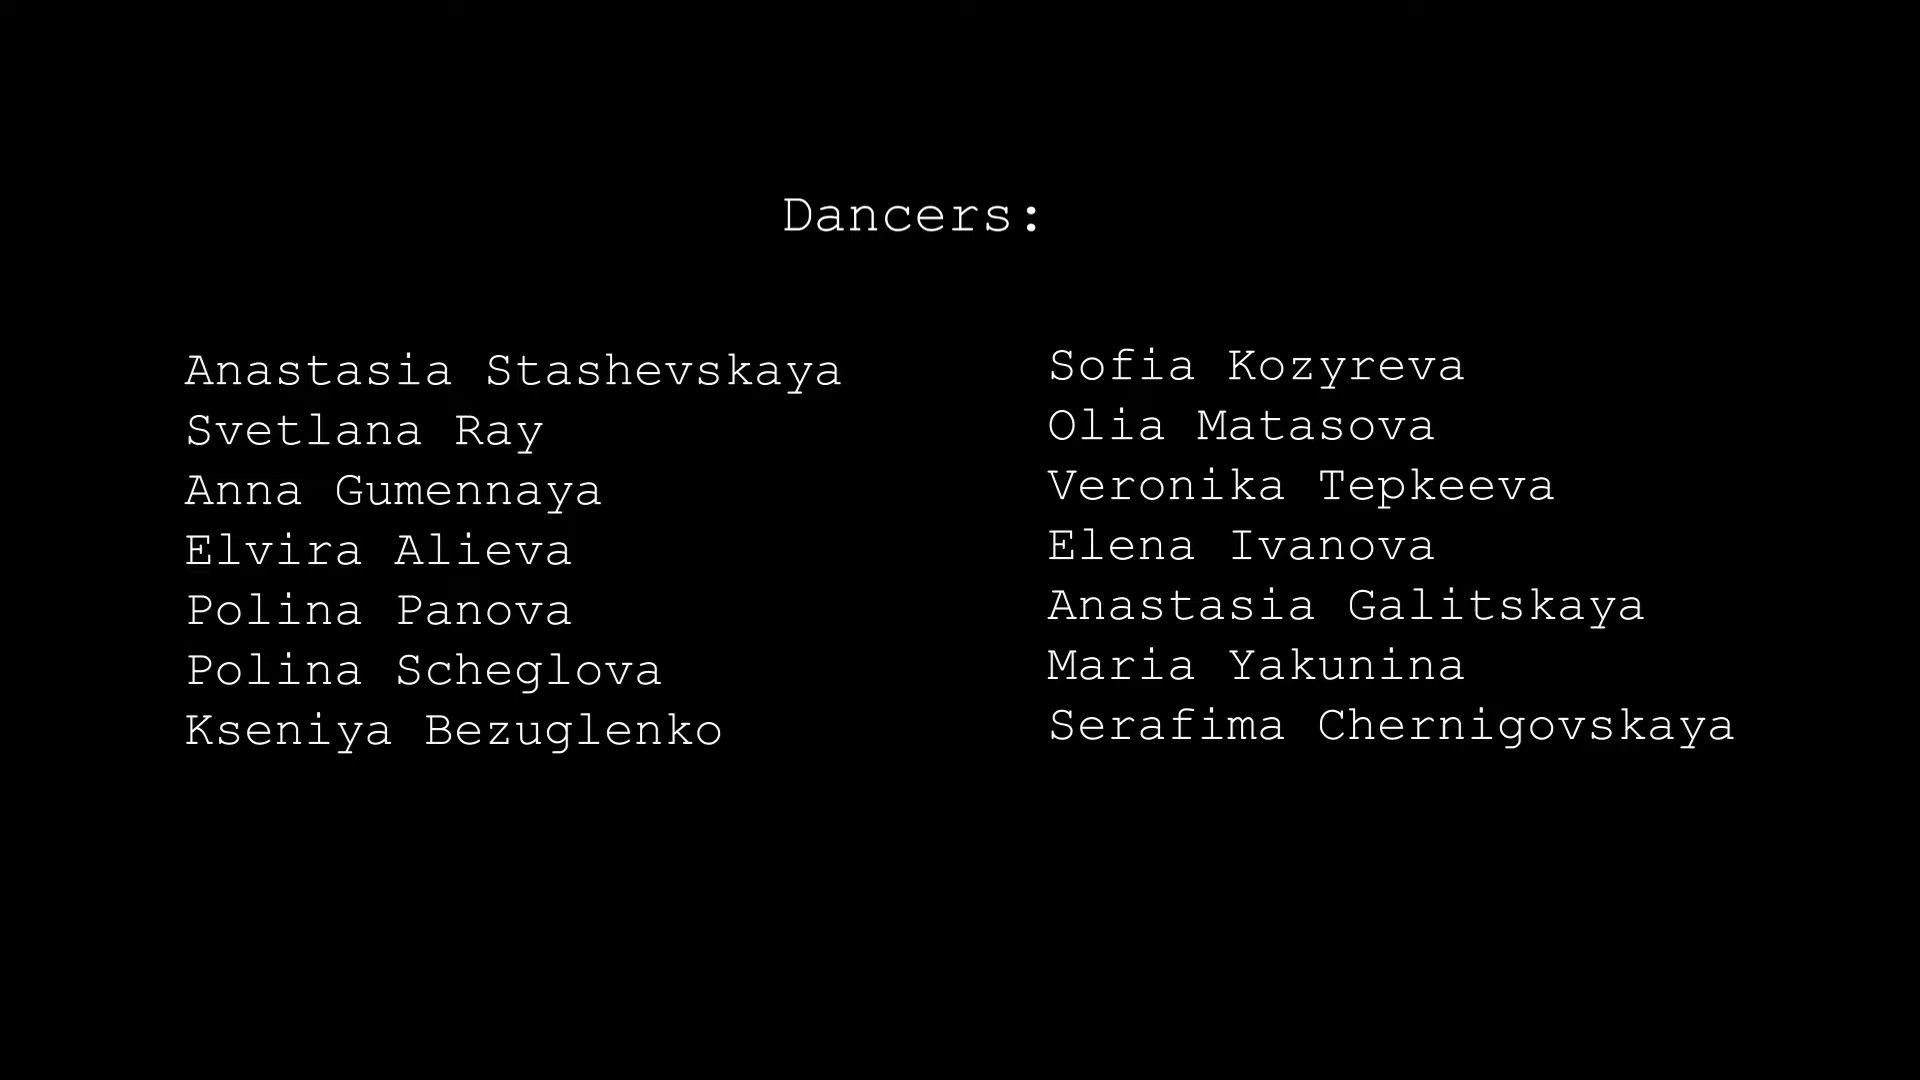 Dancers:
Anastasia Stashevskaya
Svetlana Ray
Anna Gumennaya
Elvira Alieva
Polina Panova
Polina Scheglova
Kseniya Bezuglenko
Sofia Kozyreva
Olia Matasova
Veronika Tepkeeva
Elena Ivanova
Anastasia Galitskaya
Maria Yakunina
Serafima Chernigovskaya